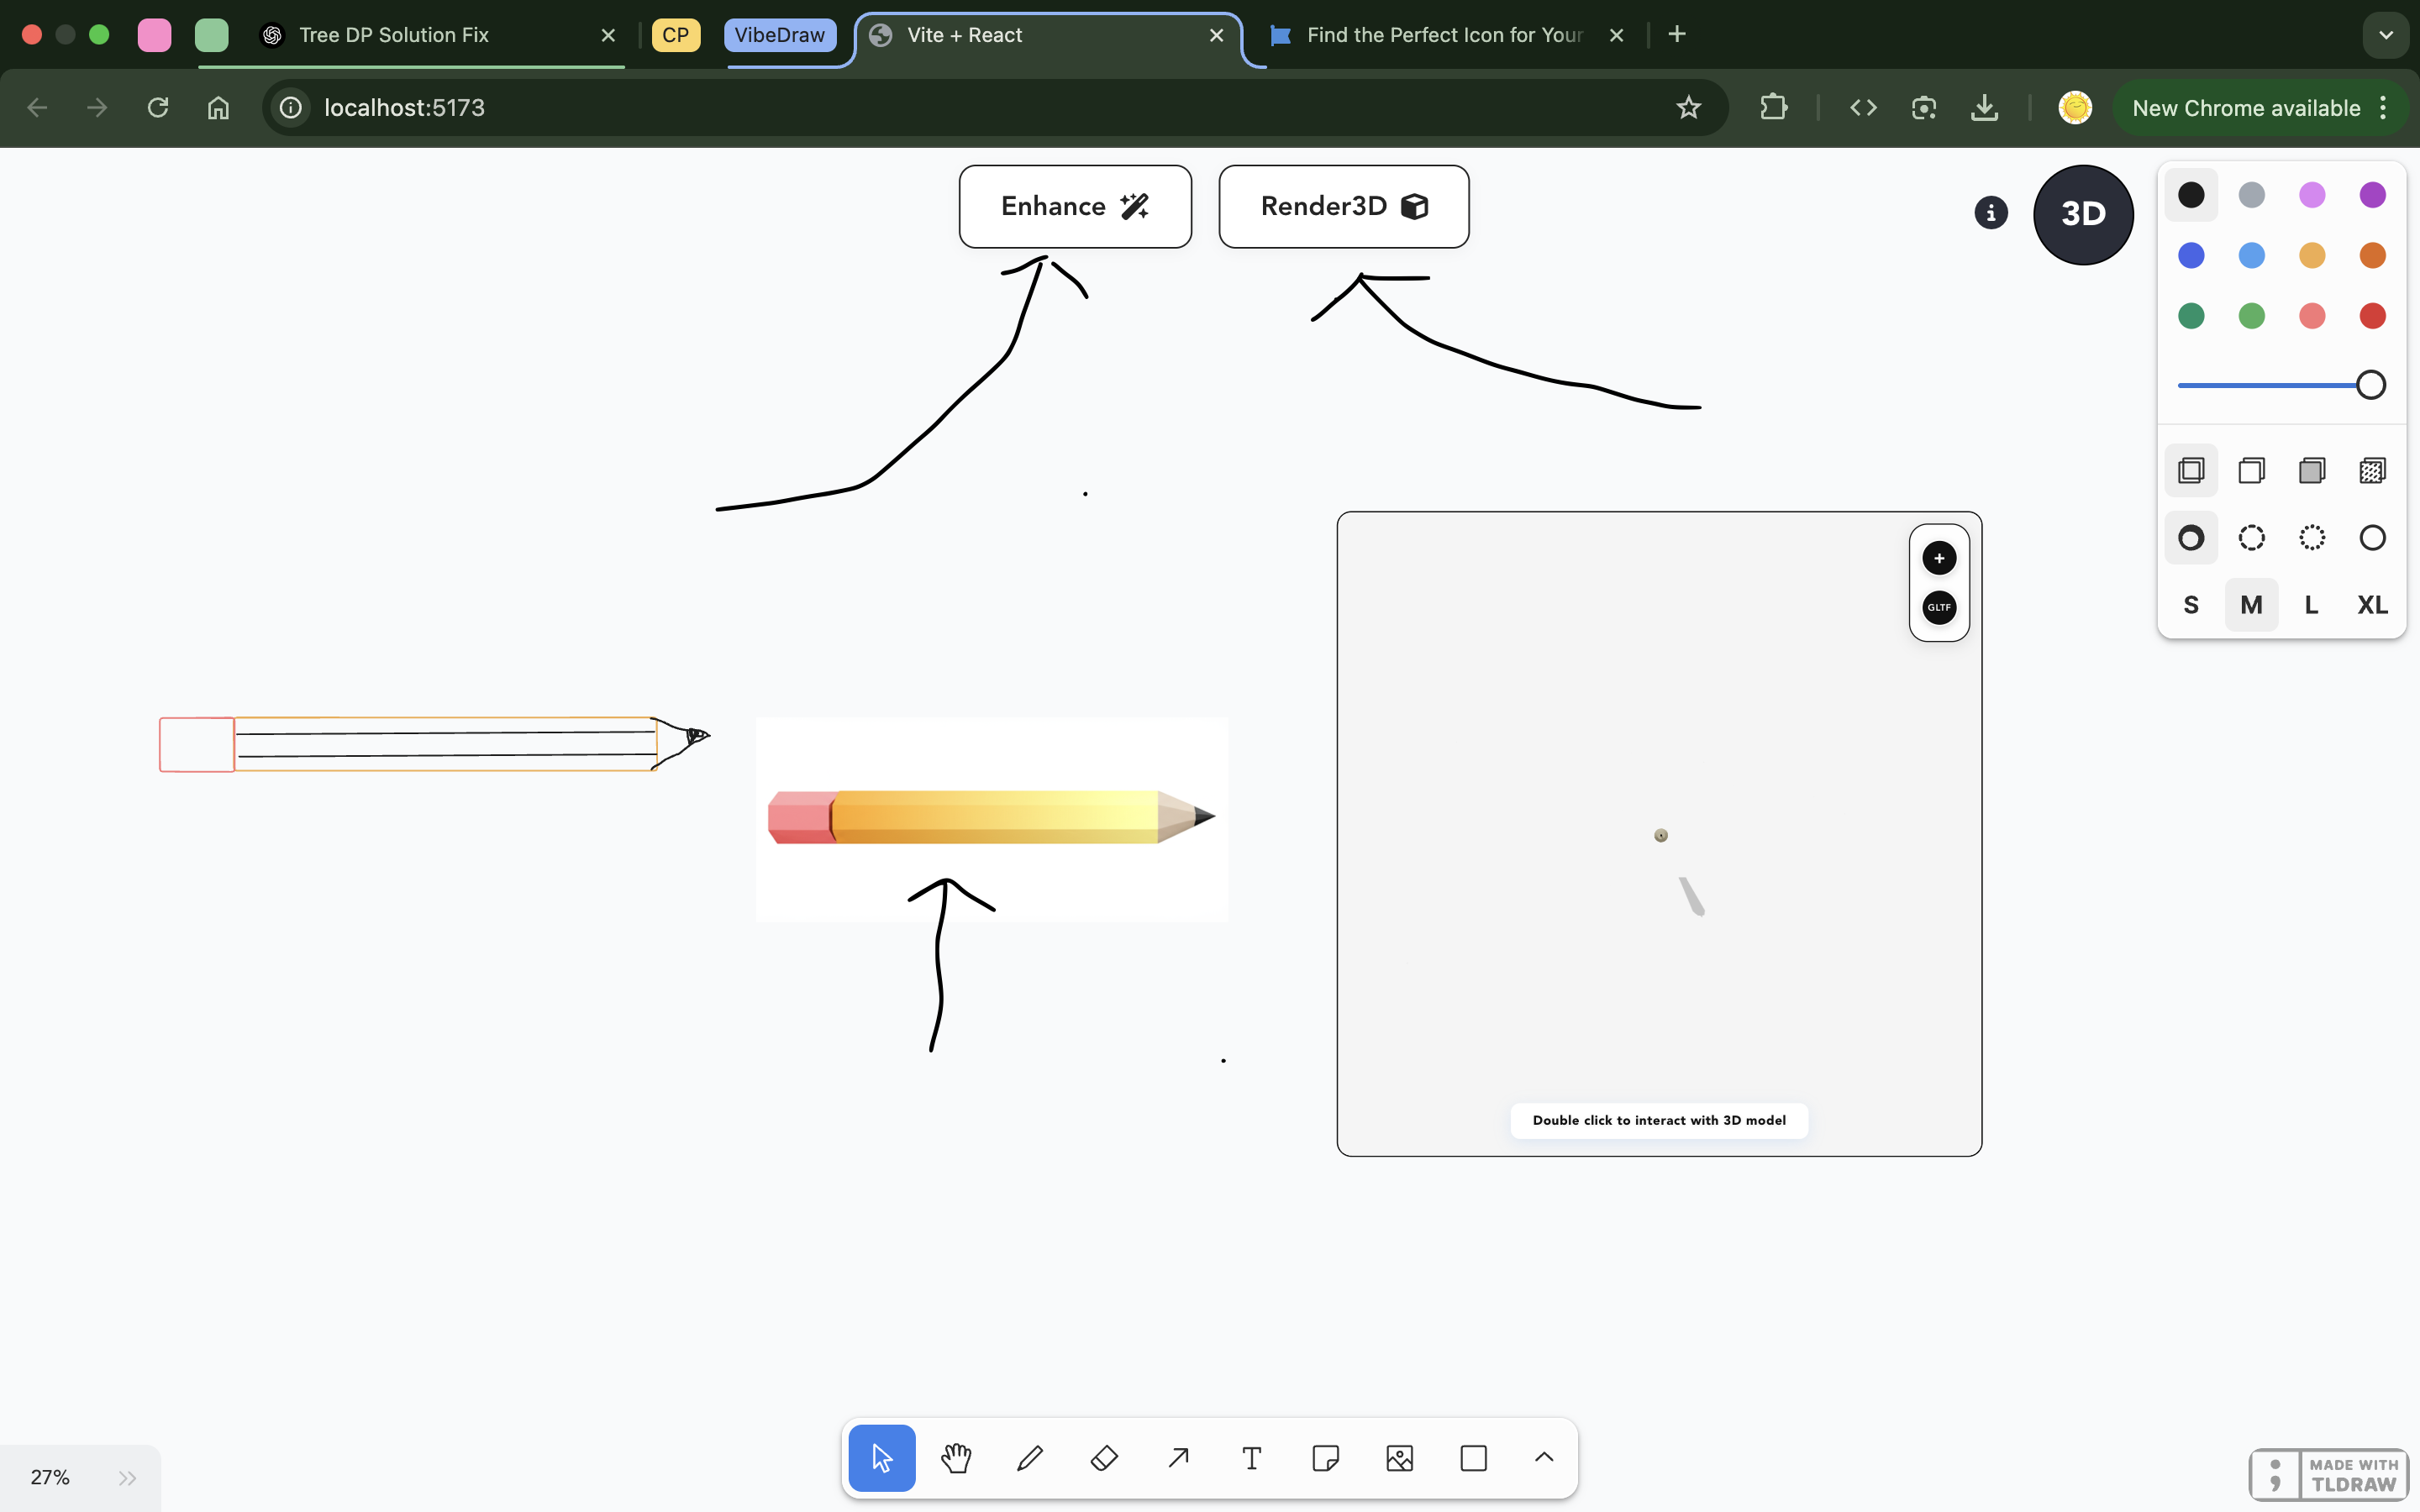 Tree DP Solution Fix
CP
VibeDraw
Vite + React
Find the Perfect Icon for Your
localhost:5173
New Chrome available
Enhance
Render3D
3D
S M L XL
GLTF
Double click to interact with 3D model
27%
MADE WITH
TLDRAW